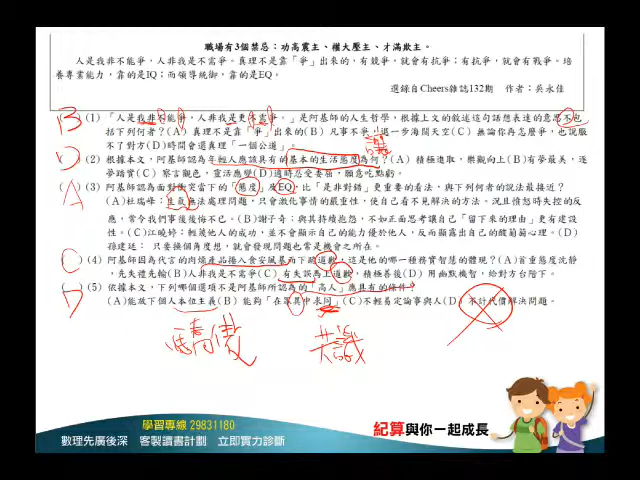 職場有3個禁忌：功高震主、權大壓主、才滿欺主。
人是我非不能爭，人非我是不需爭。真理不是靠「爭」出來的，有競爭，就會有抗爭；有抗爭，就會有戰爭。培
養專業能力，靠的是IQ；而領導統御，靠的是EQ。
選錄自Cheers雜誌132期 作者：吳永佳
B (1)「人是我非不能爭，人非我是更不需爭。」是阿基師的人生哲學，根據上文的敘述這句話想表達的意思不包
括下列何者？(A) 真理不是靠「爭」出來的(B) 凡事不爭，退一步海闊天空(C) 無論你再怎麼爭，也說服
不了對方(D)時間會還真理「一個公道」。
D (2) 根據本文，阿基師認為年輕人應該具有的基本的生活態度為何？(A) 積極進取，樂觀向上(B)有夢最美，逐
夢踏實(C) 察言觀色，靈活應變(D)適時忍受委屈，願意吃點虧。
A (3) 阿基師認為面對衝突當下的「態度」及EQ，比「是非對錯」更重要的看法，與下列何者的說法最接近？
(A) 杜瑞絳：生氣無法處理問題，只會激化事情的嚴重性，使自己看不見解決的方法。況且憤怒時失控的反
應，常令我們事後後悔不已。(B)謝子奇：與其持續抱怨，不如正面思考讓自己「留下來的理由」更有建設
性。(C)江曉婷：輕蔑他人的成功，並不會顯示自己的能力優於他人，反而顯露出自己的酸葡萄心理。(D)
孫建廷： 只要換個角度想，就會發現問題也常是機會之所在。
C (4) 阿基師因為代言的肉燥產品捲入食安風暴而下跪道歉，這是他的哪一種務實智慧的體現？(A)首重態度沈靜
，先失禮先輸(B)人非我是不需爭(C) 有失誤馬上道歉，積極善後(D) 用幽默機智，給對方台階下。
D (5) 依據本文，下列哪個選項不是阿基師所認為的「高人」應具有的條件？
(A)能放下個人本位主義(B) 能夠「在眾異中求同」(C)不輕易定論事與人(D) 不計代價解決問題。
驕傲 共識
學習專線 29831180
數理先廣後深 客製讀書計劃 立即實力診斷
紀算與你一起成長